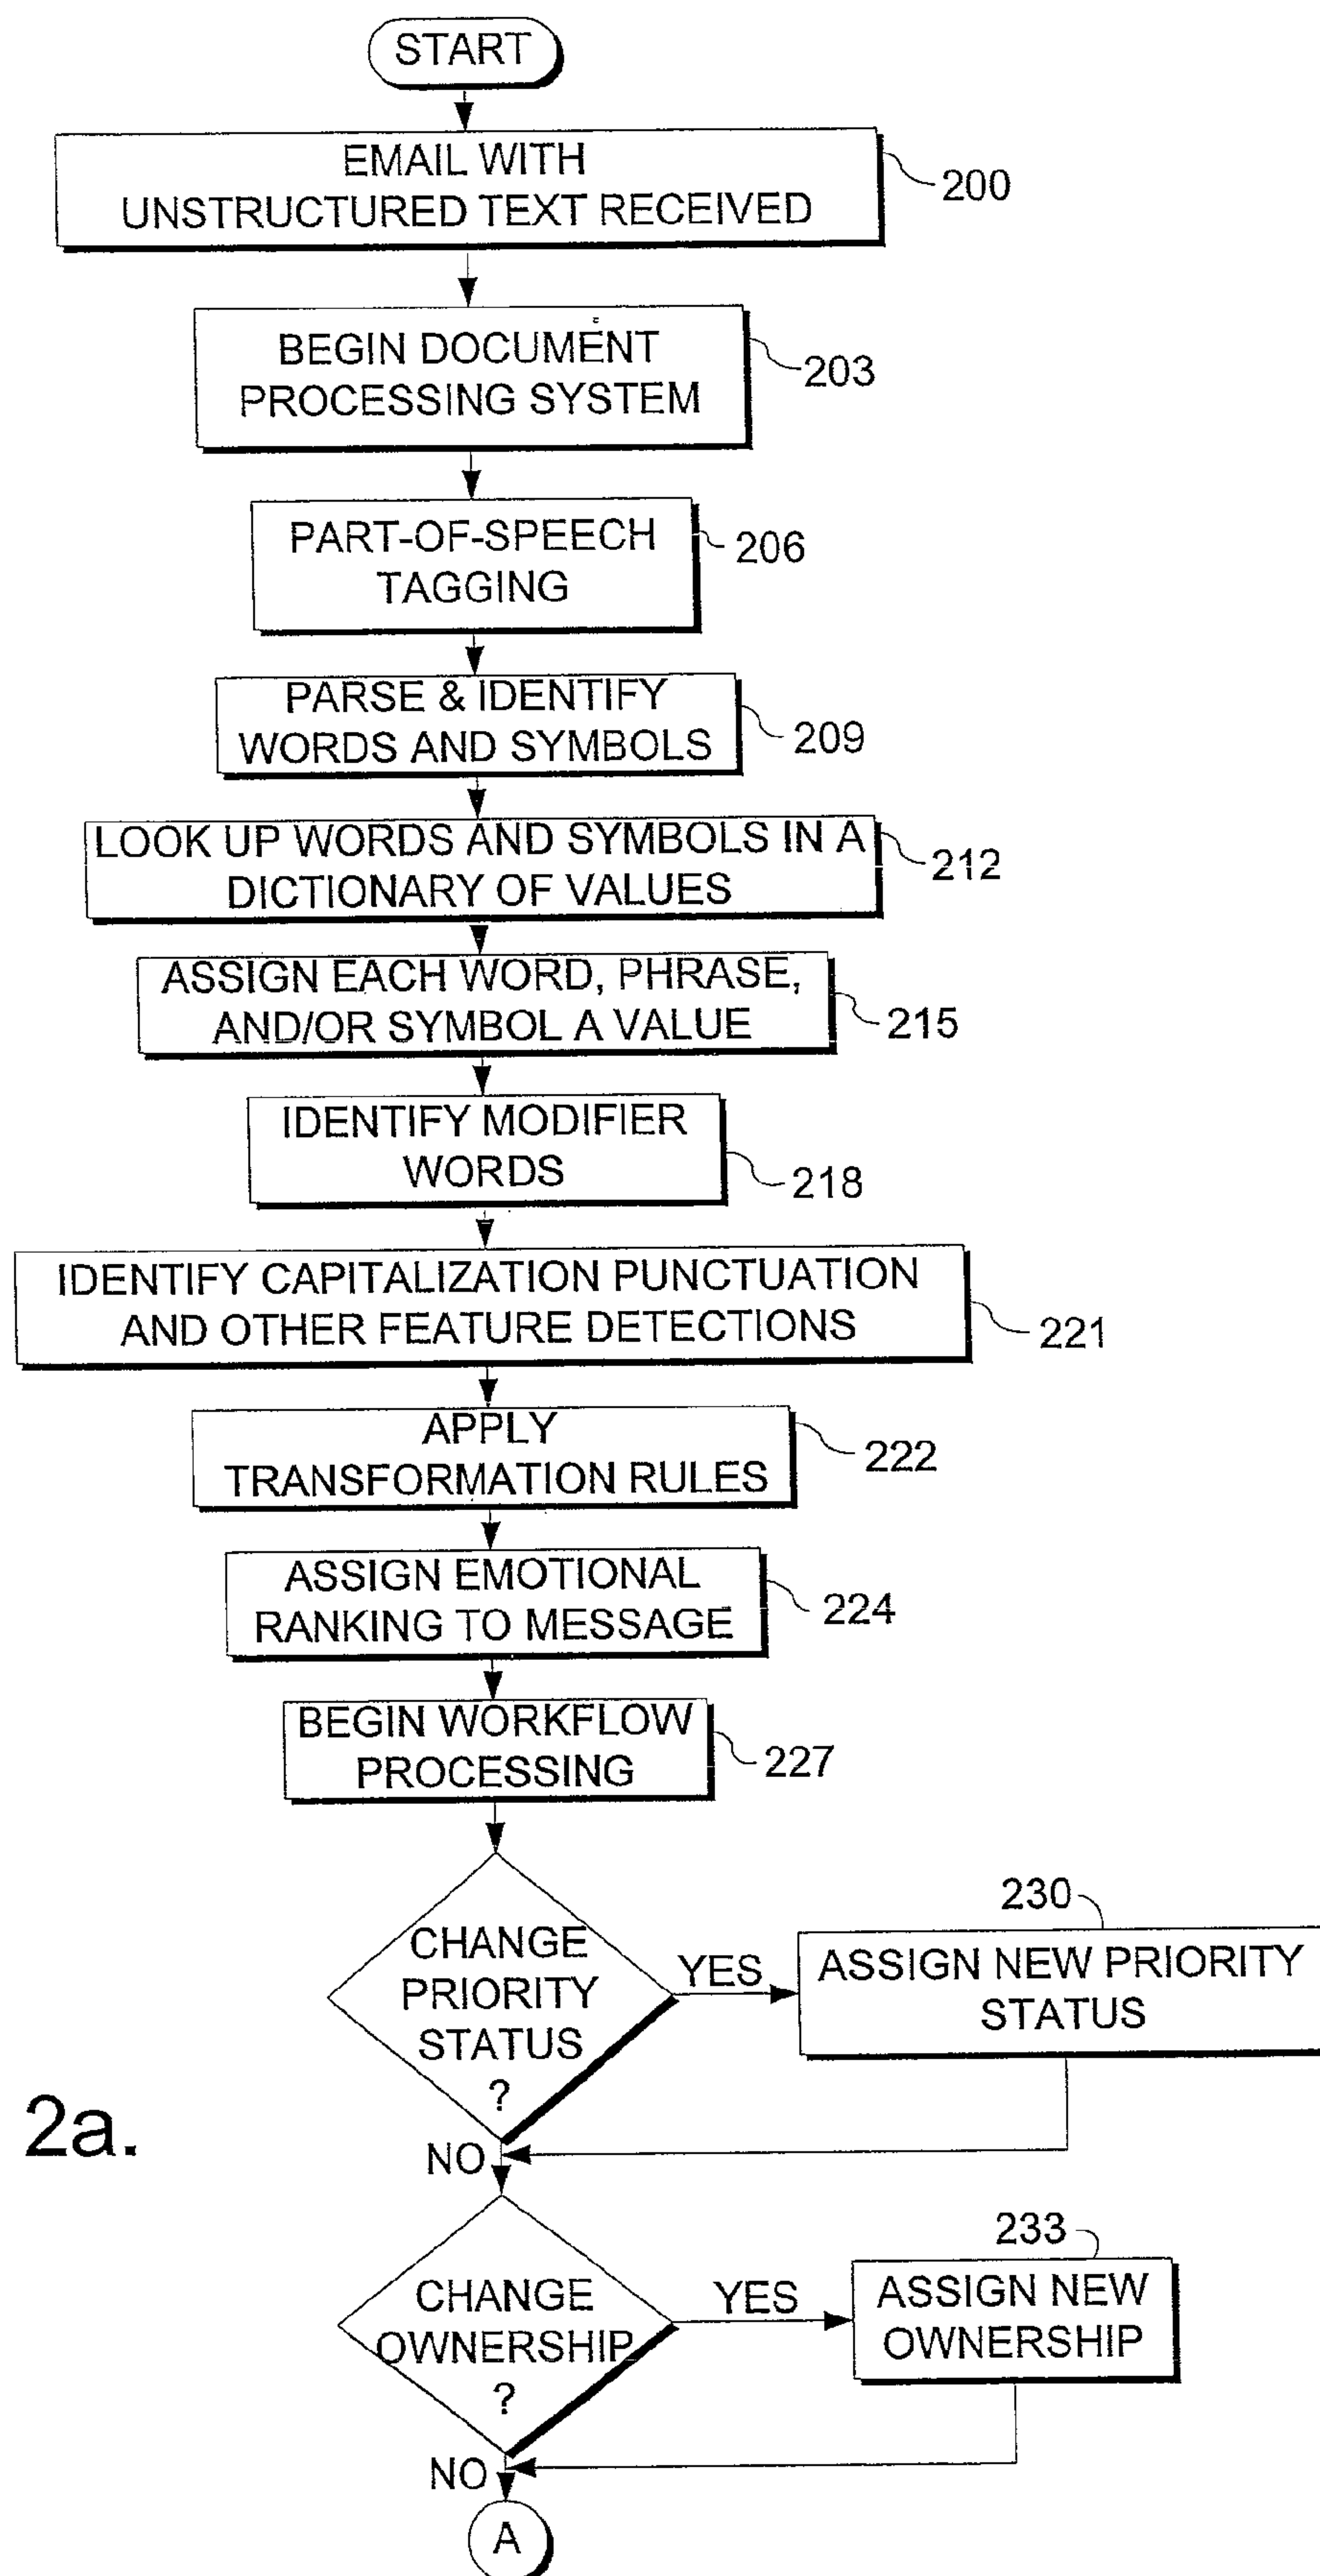 START
EMAIL WITH
UNSTRUCTURED TEXT RECEIVED
200
BEGIN DOCUMENT
PROCESSING SYSTEM
203
PART-OF-SPEECH
TAGGING
206
PARSE & IDENTIFY
WORDS AND SYMBOLS
209
LOOK UP WORDS AND SYMBOLS IN A
DICTIONARY OF VALUES
212
ASSIGN EACH WORD, PHRASE,
AND/OR SYMBOL A VALUE
215
IDENTIFY MODIFIER
WORDS
218
IDENTIFY CAPITALIZATION PUNCTUATION
AND OTHER FEATURE DETECTIONS
221
APPLY
TRANSFORMATION RULES
222
ASSIGN EMOTIONAL
RANKING TO MESSAGE
224
BEGIN WORKFLOW
PROCESSING
227
CHANGE
PRIORITY
STATUS
?
YES
230
ASSIGN NEW PRIORITY
STATUS
2a.
NO
CHANGE
OWNERSHIP
?
YES
233
ASSIGN NEW
OWNERSHIP
NO
A